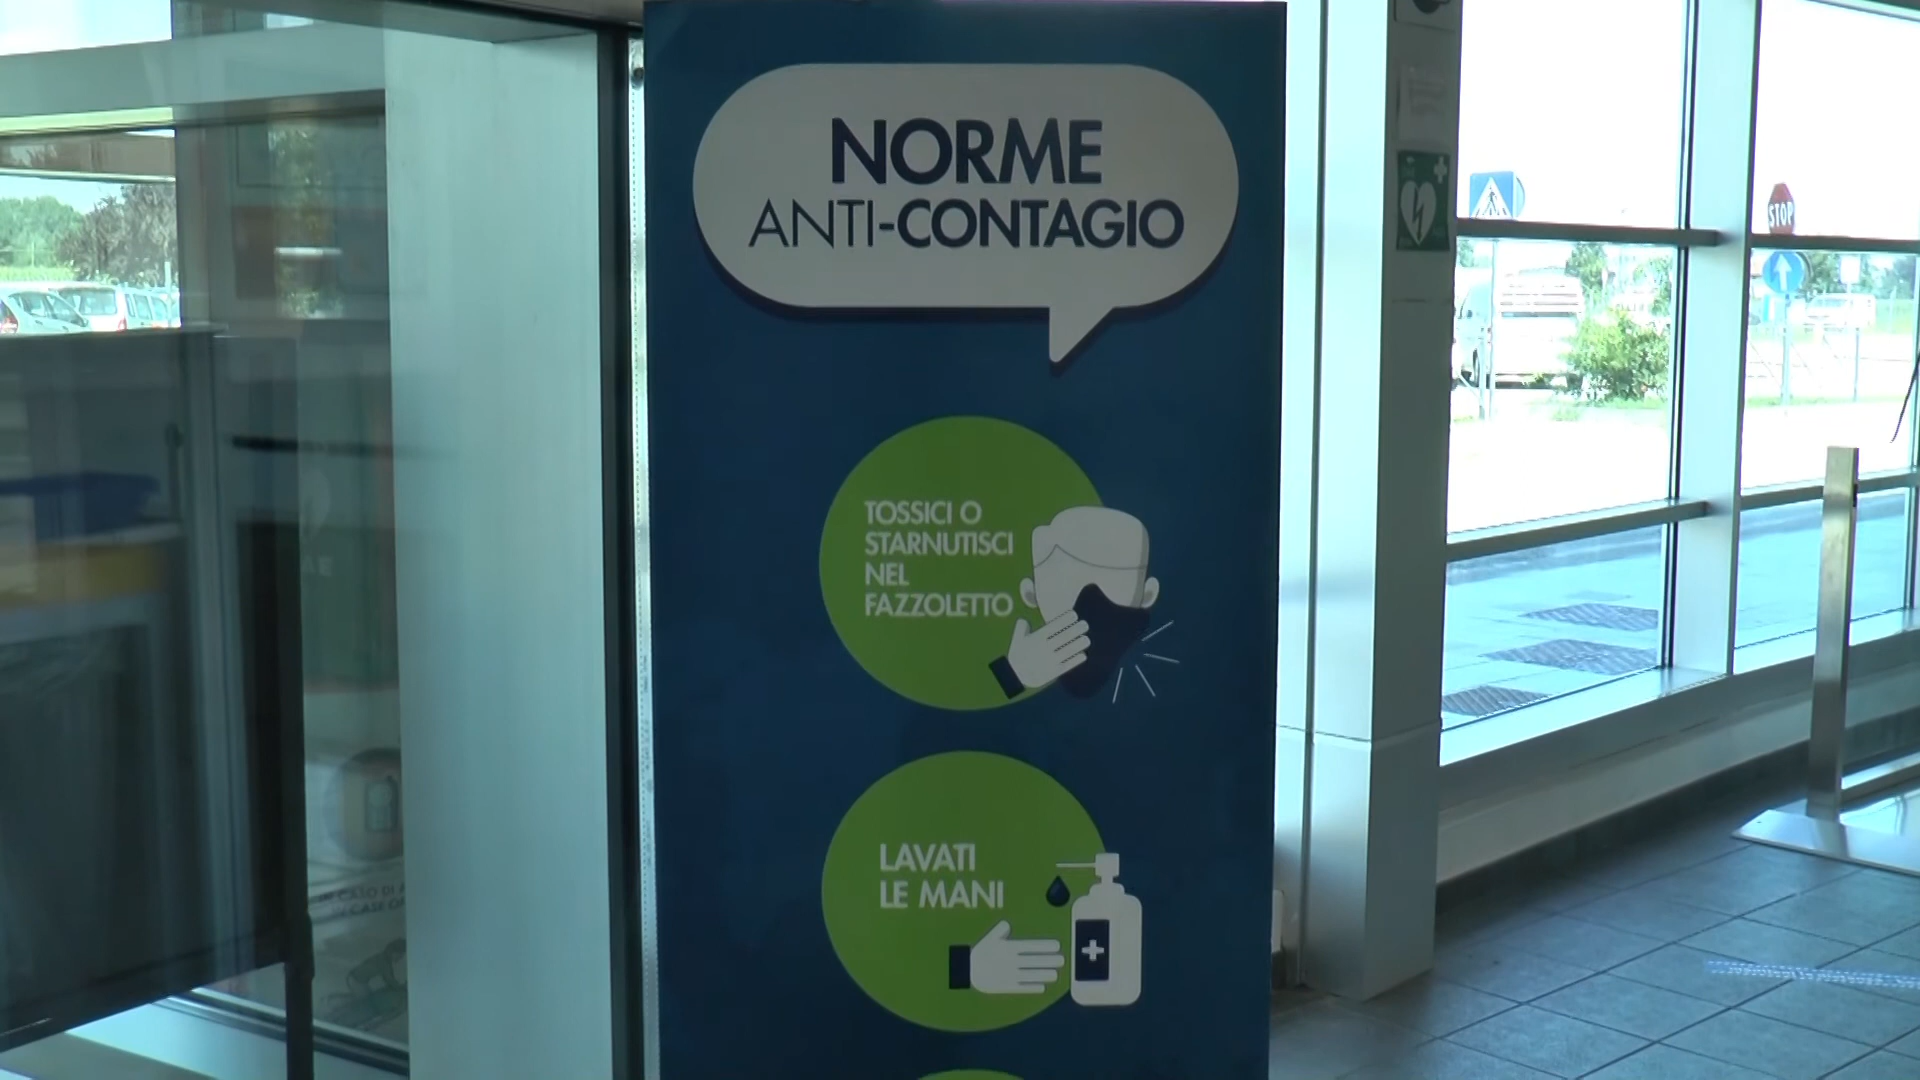 NORME
ANTI-CONTAGIO
TOSSICI O
STARNUTISCI
NEL
FAZZOLETTO
LAVATI
LE MANI
STOP